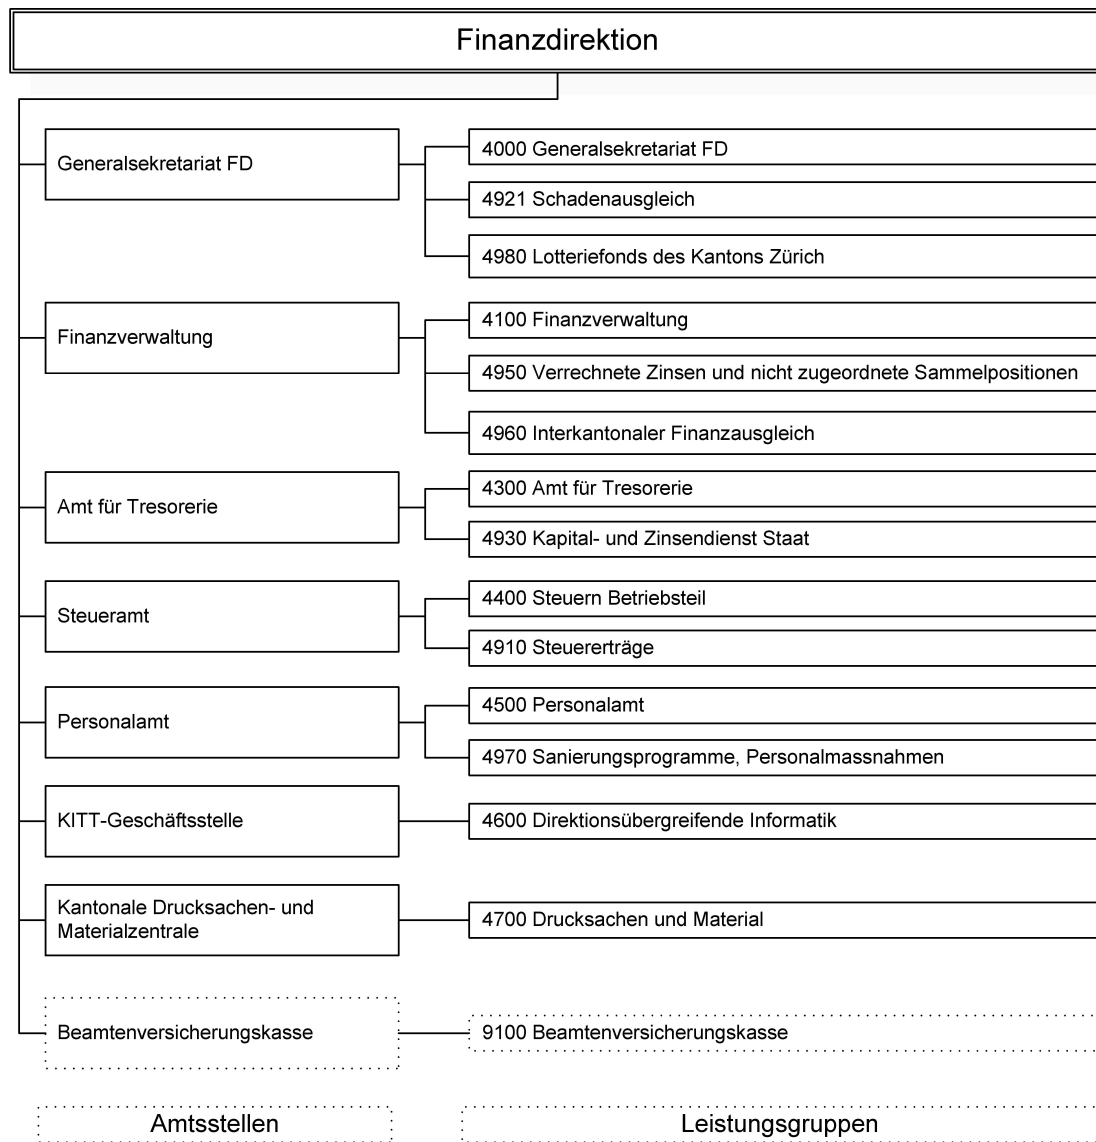 Finanzdirektion
Generalsekretariat FD
4000 Generalsekretariat FD
4921 Schadenausgleich
4980 Lotteriefonds des Kantons Zürich
Finanzverwaltung
4100 Finanzverwaltung
4950 Verrechnete Zinsen und nicht zugeordnete Sammelpositionen
4960 Interkantonaler Finanzausgleich
Amt für Tresorerie
4300 Amt für Tresorerie
4930 Kapital- und Zinsendienst Staat
Steueramt
4400 Steuern Betriebsteil
4910 Steuererträge
Personalamt
4500 Personalamt
4970 Sanierungsprogramme, Personalmassnahmen
KITT-Geschäftsstelle
4600 Direktionsübergreifende Informatik
Kantonale Drucksachen- und
Materialzentrale
4700 Drucksachen und Material
Beamtenversicherungskasse
9100 Beamtenversicherungskasse
Amtsstellen
Leistungsgruppen